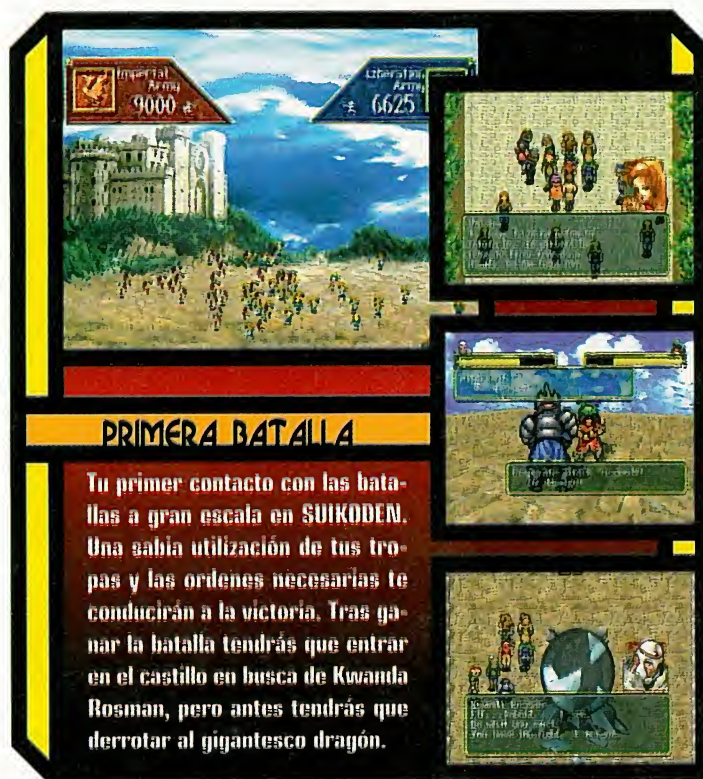 Imperial
Army
9000
Liberation
Army
6625
PRIMERA BATALLA
Tu primer contacto con las bata-
llas a gran escala en SUIKODEN.
Una sabia utilización de tus tro-
pas y las ordenes necesarias te
conducirán a la victoria. Tras ga-
nar la batalla tendrás que entrar
en el castillo en busca de Kwanda
Rosman, pero antes tendrás que
derrotar al gigantesco dragón.